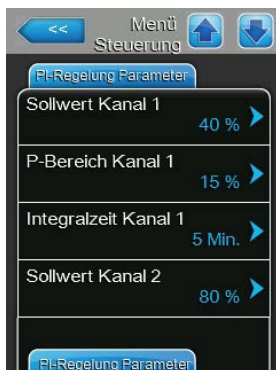 <<
Menü
Steuerung
PI-Regelung Parameter
Sollwert Kanal 1
40 %
P-Bereich Kanal 1
15 %
Integralzeit Kanal 1
5 Min.
Sollwert Kanal 2
80 %
PI-Regelung Parameter